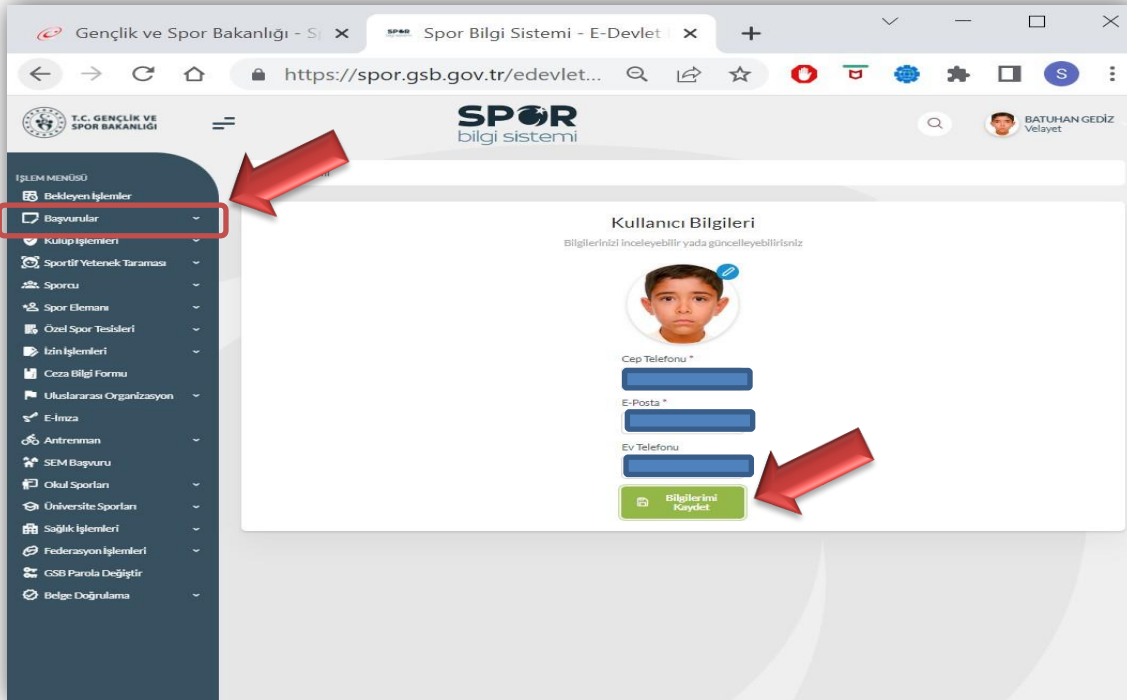 Gençlik ve Spor Bakanlığı - S
SPOR Spor Bilgi Sistemi - E-Devlet
https://spor.gsb.gov.tr/edevlet...
S
T.C. GENÇLİK VE
SPOR BAKANLIĞI
SPOR
bilgi sistemi
BATUHAN GEDİZ
Velayet
İŞLEM MENÜSÜ
Bekleyen İşlemler
Başvurular
Kulüp İşlemleri
Sportif Yetenek Taraması
Sporcu
Spor Elemanı
Özel Spor Tesisleri
İzin İşlemleri
Ceza Bilgi Formu
Uluslararası Organizasyon
E-İmza
Antrenman
SEM Başvuru
Okul Sporları
Üniversite Sporları
Sağlık İşlemleri
Federasyon İşlemleri
GSB Parola Değiştir
Belge Doğrulama
Kullanıcı Bilgileri
Bilgilerinizi inceleyebilir yada güncelleyebilirisniz
Cep Telefonu *
E-Posta *
Ev Telefonu
Bilgilerimi
Kaydet